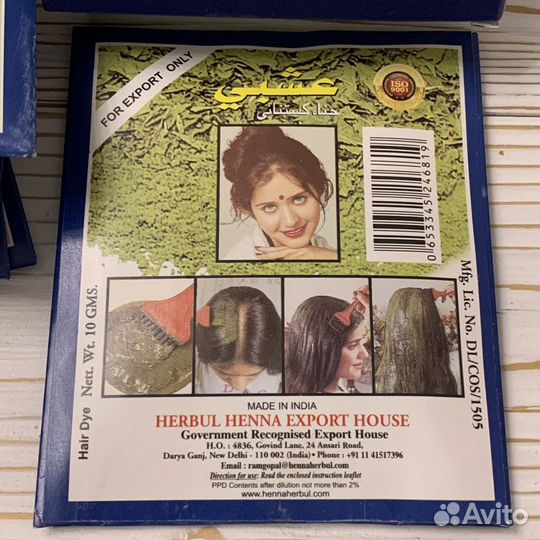 FOR EXPORT ONLY
عشبي
حناء كستنائي
ISO
9001
0653345246819
Hair Dye Nett. Wt. 10 GMS.
Mfg. Lic. No. DL/COS/1505
MADE IN INDIA
HERBUL HENNA EXPORT HOUSE
Government Recognised Export House
H.O. : 4836, Govind Lane, 24 Ansari Road,
Darya Ganj, New Delhi - 110 002 (India) • Phone : +91 11 41517396
Email : ramgopal@hennaherbul.com
Direction for use: Read the enclosed instruction leaflet
PPD Contents after dilution not more than 2%
www.hennaherbul.com
Avito